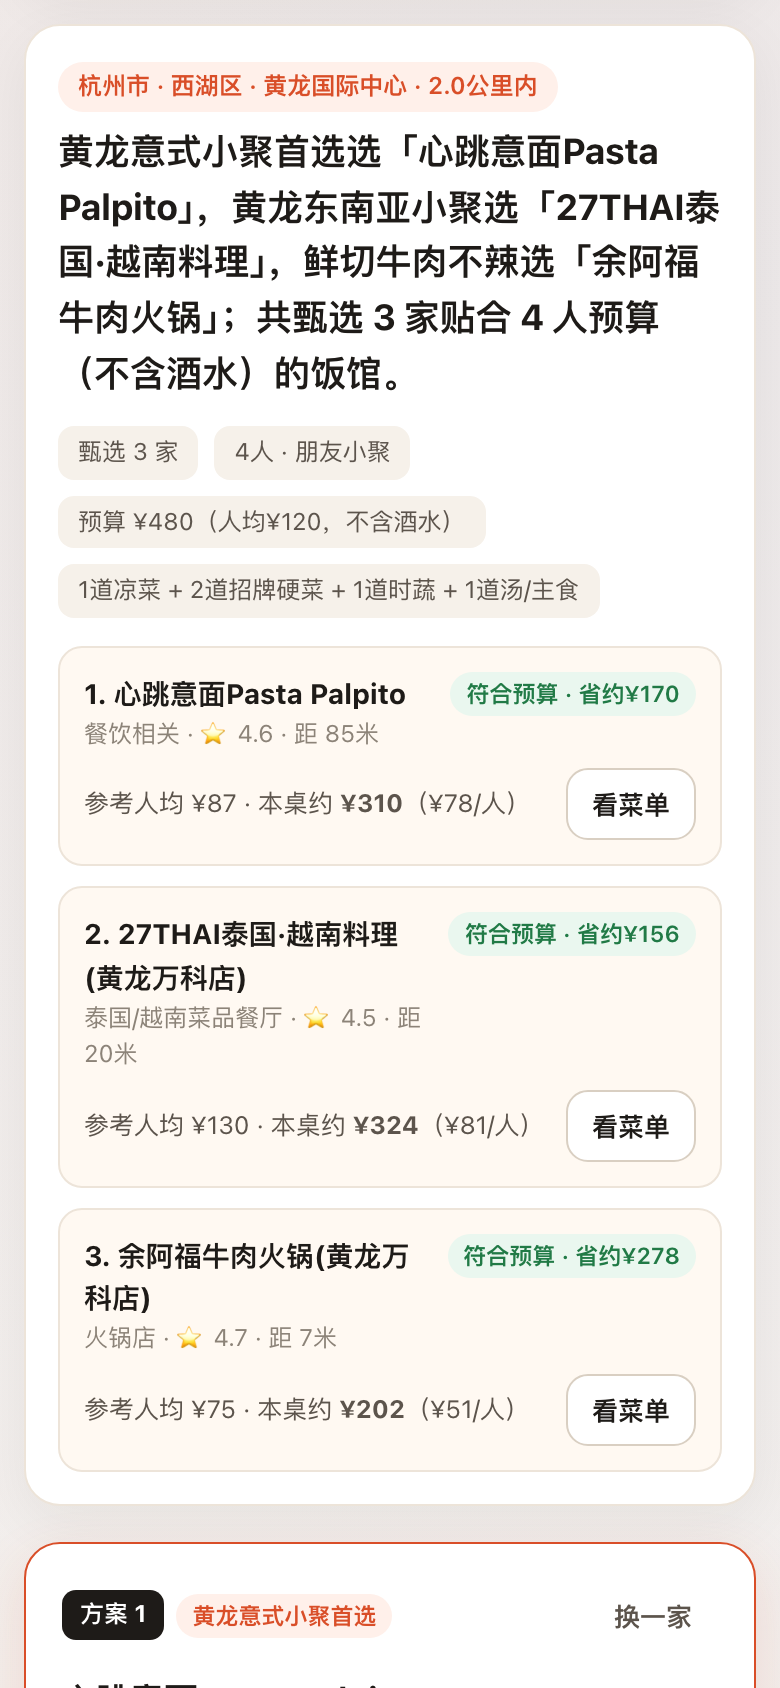 杭州市 · 西湖区 · 黄龙国际中心 · 2.0公里内
黄龙意式小聚首选选「心跳意面Pasta
Palpito」，黄龙东南亚小聚选「27THAI泰
国·越南料理」，鲜切牛肉不辣选「余阿福
牛肉火锅」；共甄选 3 家贴合 4 人预算
（不含酒水）的饭馆。
甄选 3 家
4人 · 朋友小聚
预算 ¥480（人均¥120，不含酒水）
1道凉菜 + 2道招牌硬菜 + 1道时蔬 + 1道汤/主食
1. 心跳意面Pasta Palpito
符合预算 · 省约¥170
餐饮相关 · ⭐ 4.6 · 距 85米
参考人均 ¥87 · 本桌约 ¥310（¥78/人）
看菜单
2. 27THAI泰国·越南料理
(黄龙万科店)
符合预算 · 省约¥156
泰国/越南菜品餐厅 · ⭐ 4.5 · 距
20米
参考人均 ¥130 · 本桌约 ¥324（¥81/人）
看菜单
3. 余阿福牛肉火锅(黄龙万
科店)
符合预算 · 省约¥278
火锅店 · ⭐ 4.7 · 距 7米
参考人均 ¥75 · 本桌约 ¥202（¥51/人）
看菜单
方案 1
黄龙意式小聚首选
换一家